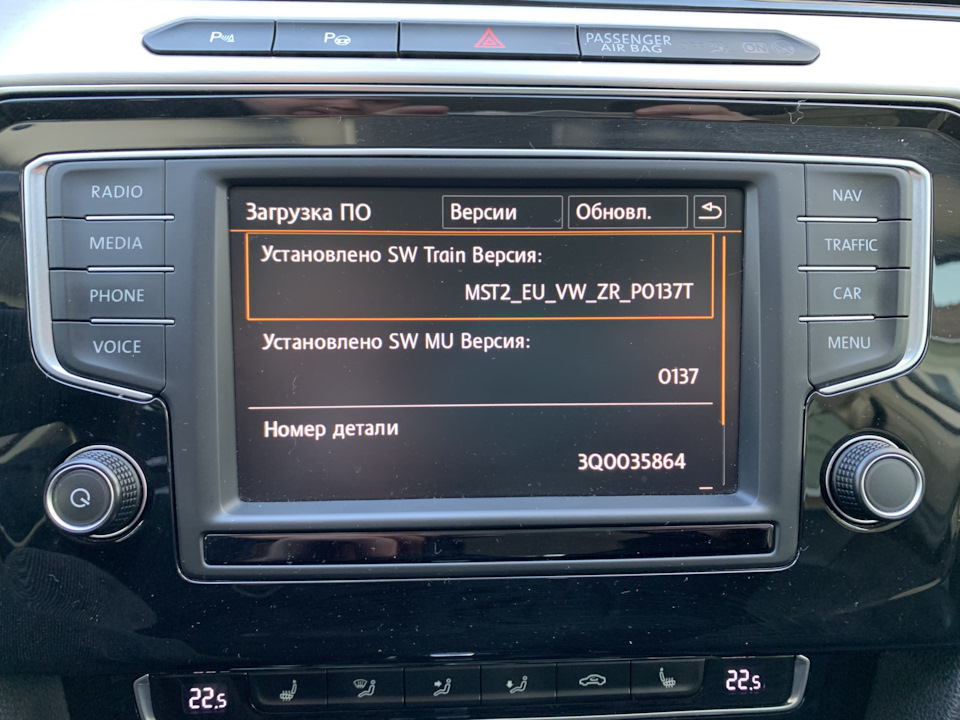 P P PASSENGER
AIR BAG ON
RADIO
MEDIA
PHONE
VOICE
Загрузка ПО Версии Обновл.
Установлено SW Train Версия:
MST2_EU_VW_ZR_P0137T
Установлено SW MU Версия:
0137
Номер детали
3Q0035864
NAV
TRAFFIC
CAR
MENU
22.5 22.5